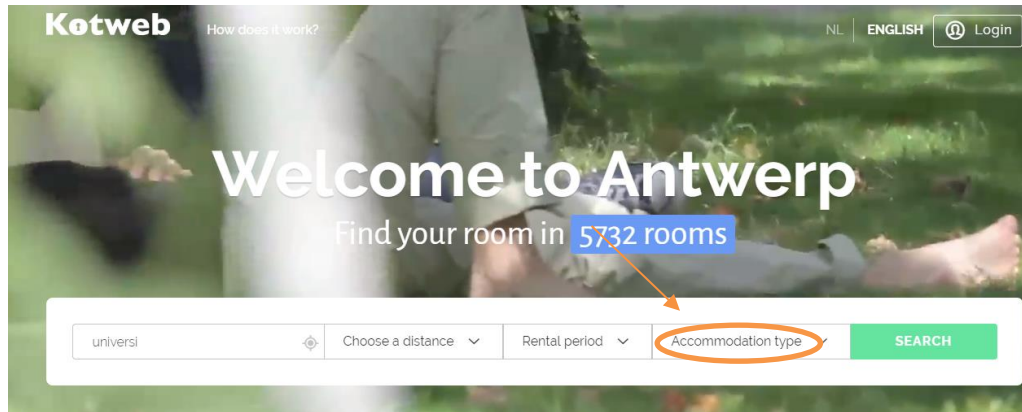 Kotweb How does it work? NL ENGLISH Login
Welcome to Antwerp
Find your room in 5732 rooms
universi Choose a distance Rental period Accommodation type SEARCH